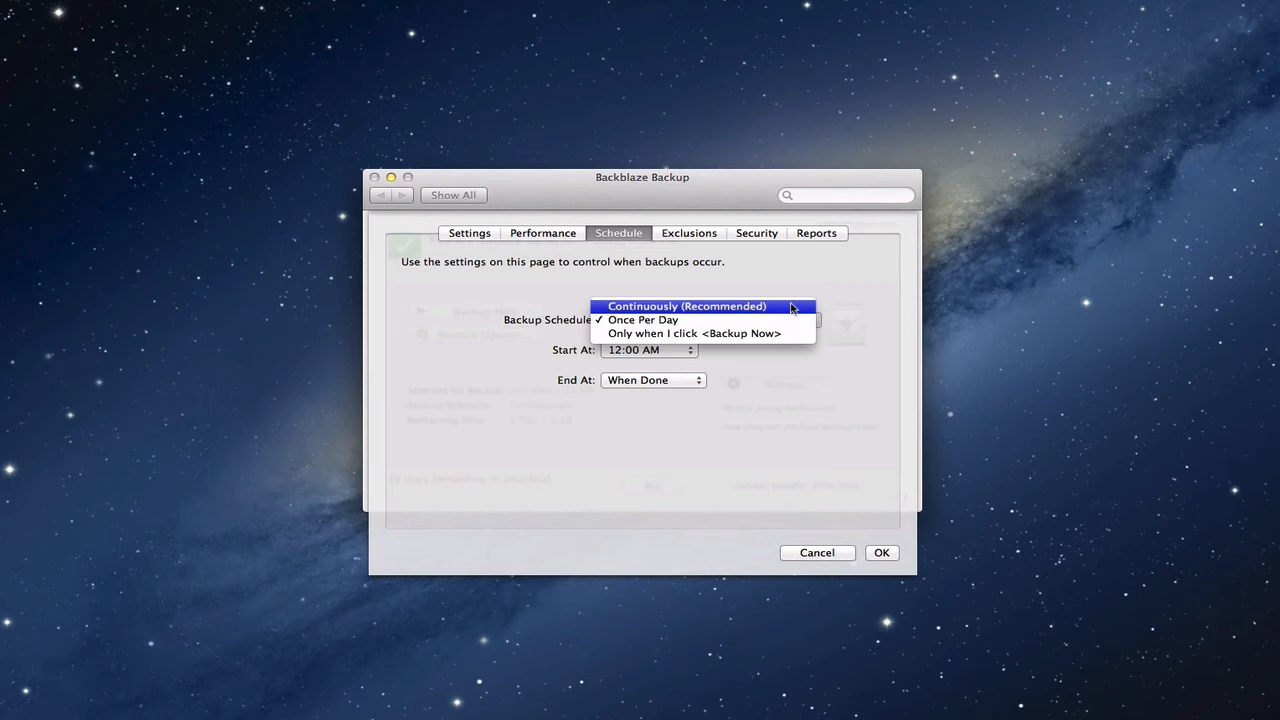 Backblaze Backup
Show All
Settings Performance Schedule Exclusions Security Reports
Use the settings on this page to control when backups occur.
Continuously (Recommended)
Backup Schedule ✓ Once Per Day
Only when I click <Backup Now>
Start At: 12:00 AM
End At: When Done
Cancel OK